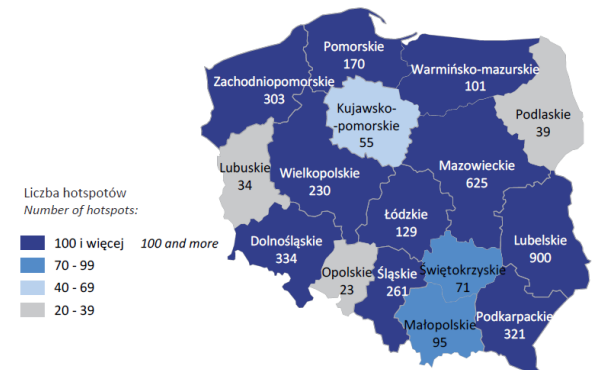 Pomorskie
170
Zachodniopomorskie
303
Warmińsko-mazurskie
101
Kujawsko-
-pomorskie
55
Podlaskie
39
Lubuskie
34
Wielkopolskie
230
Mazowieckie
625
Łódzkie
129
Dolnośląskie
334
Opolskie
23
Śląskie
261
Świętokrzyskie
71
Lubelskie
900
Małopolskie
95
Podkarpackie
321
Liczba hotspotów
Number of hotspots:
100 i więcej 100 and more
70 - 99
40 - 69
20 - 39